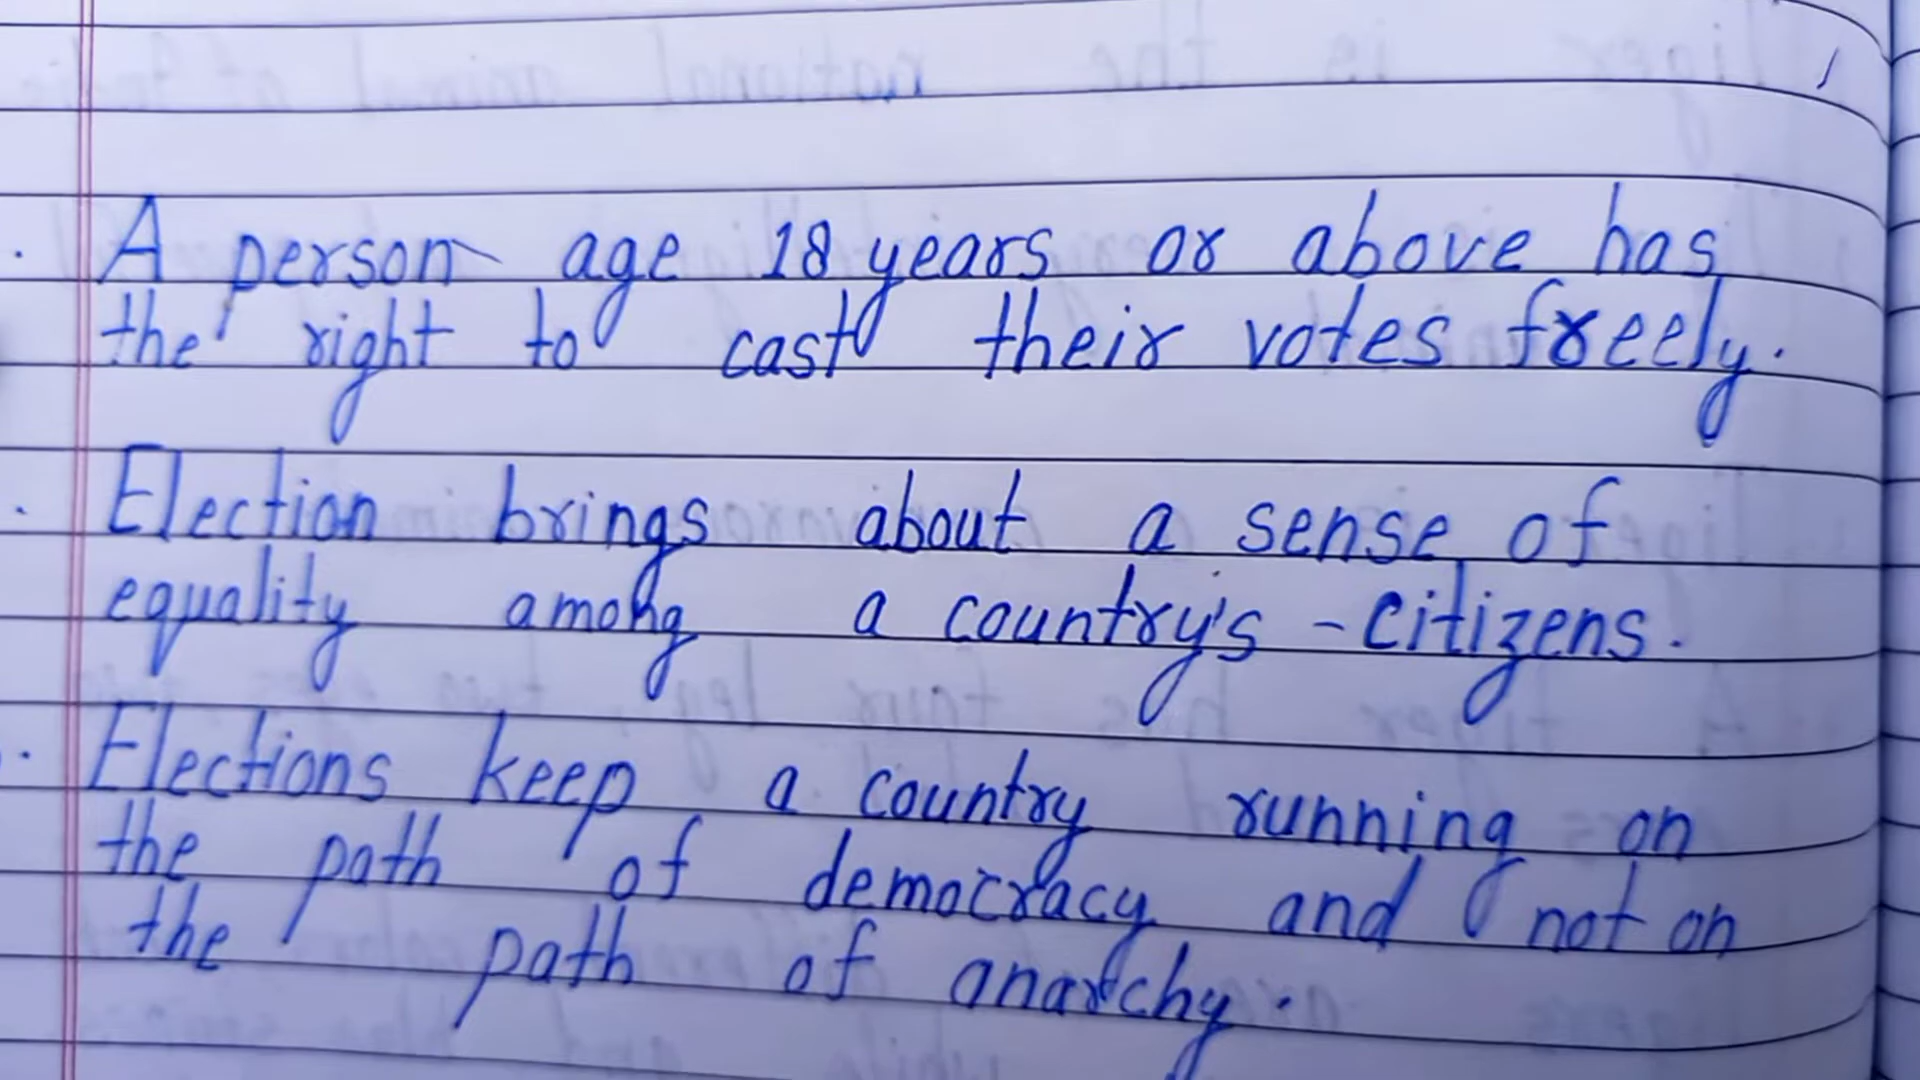 . A person age 18 years or above has
the right to cast their votes freely.
. Election brings about a sense of
equality among a country's - citizens.
. Elections keep a country running on
the path of democracy and not on
the path of anarchy.